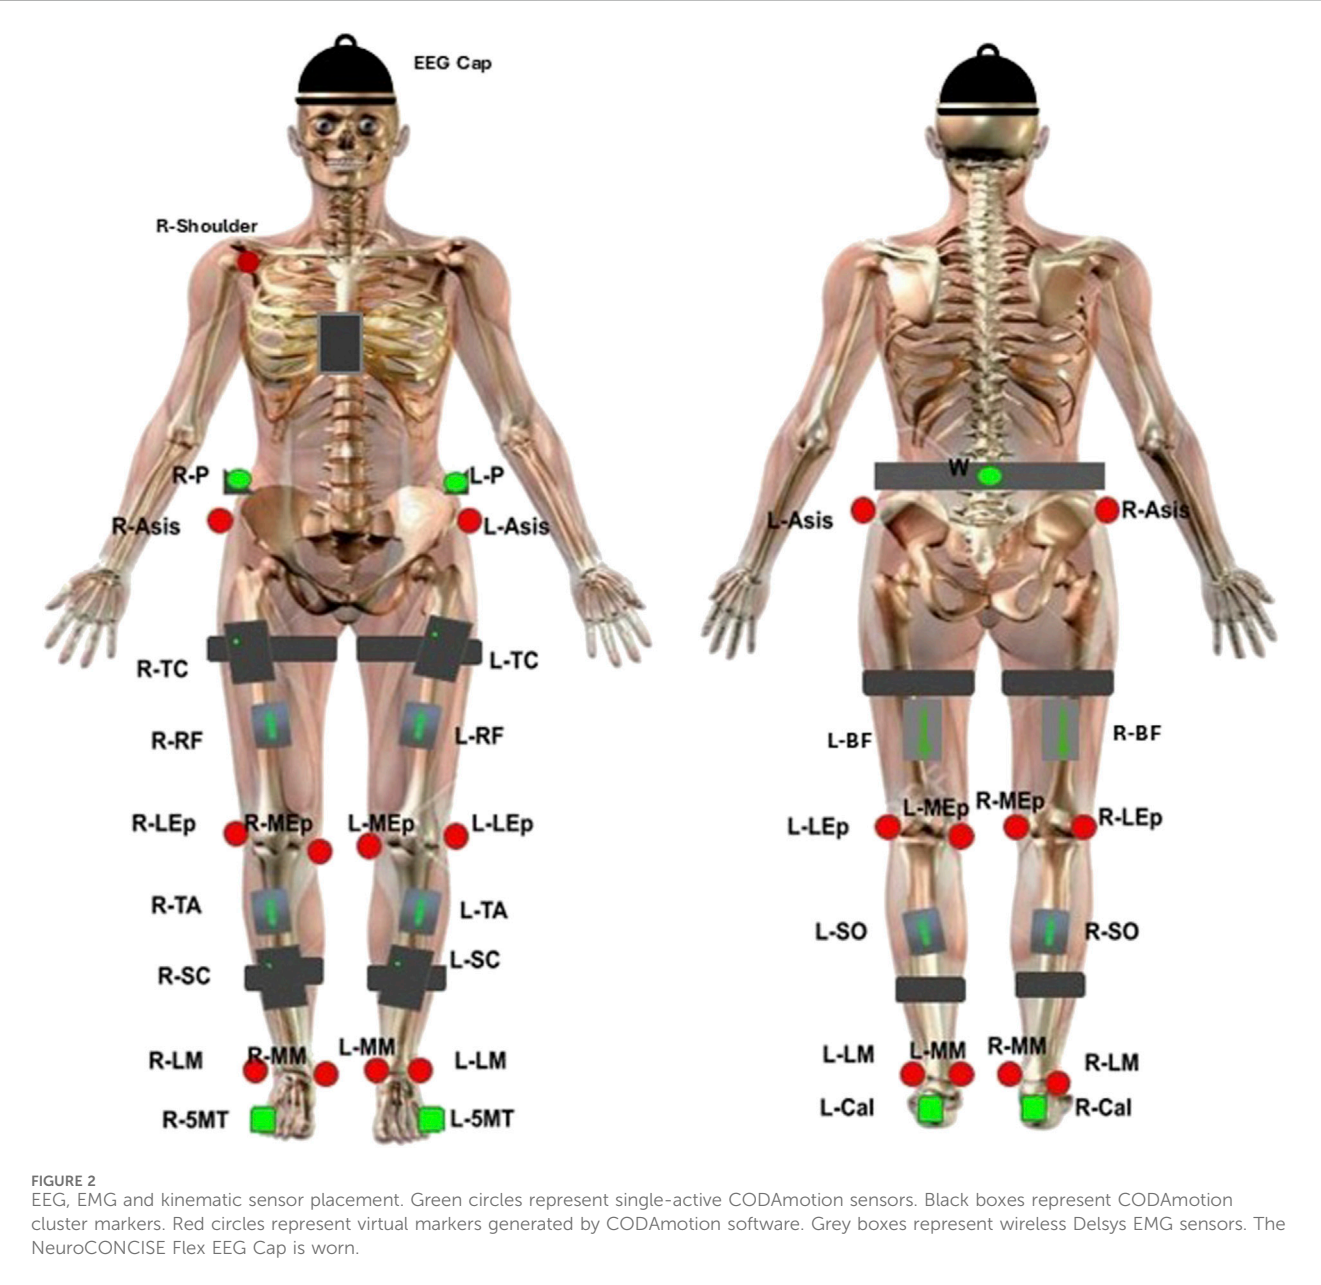 EEG Cap
R-Shoulder
R-P L-P W
R-Asis L-Asis L-Asis R-Asis
R-TC L-TC
R-RF L-RF L-BF R-BF
R-LEp R-MEp L-MEp L-LEp L-LEp L-MEp R-MEp R-LEp
R-TA L-TA L-SO R-SO
R-SC L-SC
R-LM R-MM L-MM L-LM L-LM L-MM R-MM R-LM
R-5MT L-5MT L-Cal R-Cal
FIGURE 2
EEG, EMG and kinematic sensor placement. Green circles represent single-active CODAmotion sensors. Black boxes represent CODAmotion
cluster markers. Red circles represent virtual markers generated by CODAmotion software. Grey boxes represent wireless Delsys EMG sensors. The
NeuroCONCISE Flex EEG Cap is worn.